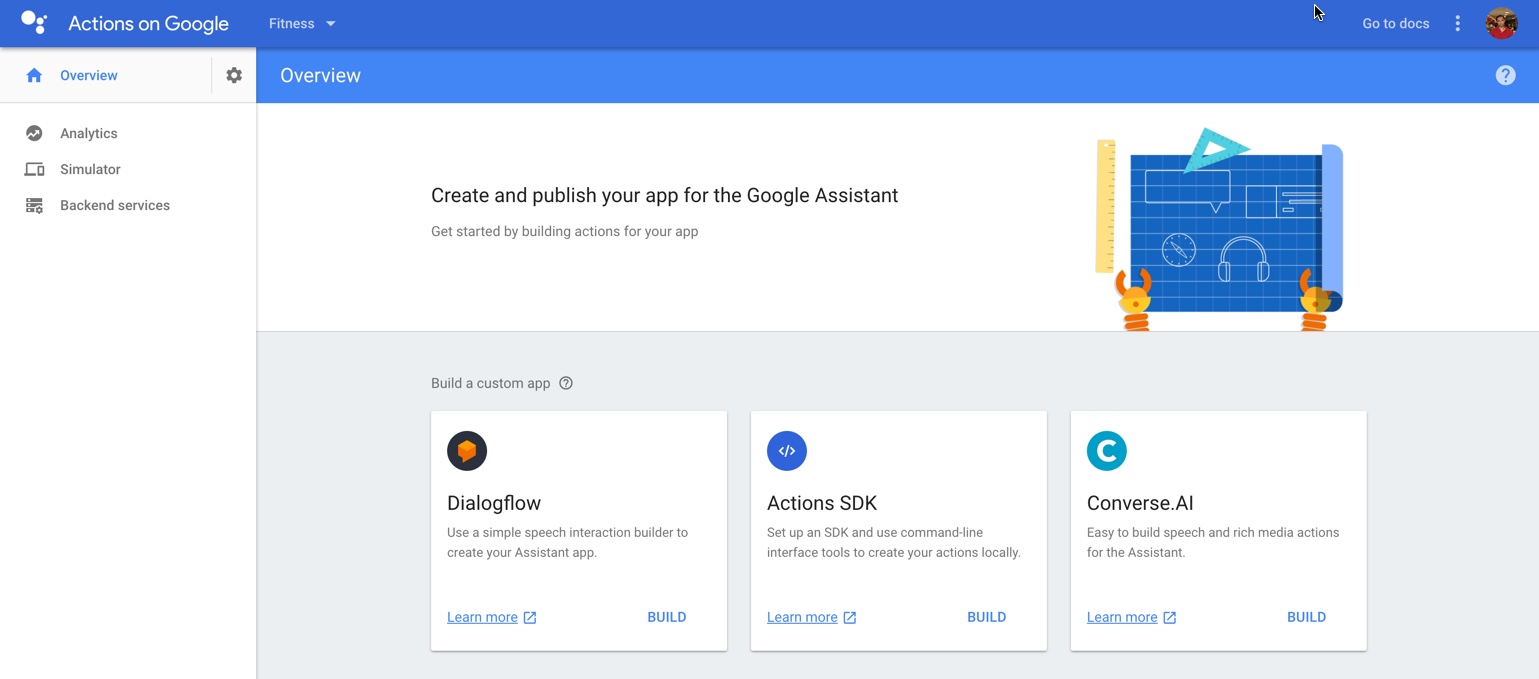 Actions on Google
Fitness
Go to docs
Overview
Overview
Analytics
Simulator
Backend services
Create and publish your app for the Google Assistant
Get started by building actions for your app
Build a custom app
Dialogflow
Use a simple speech interaction builder to
create your Assistant app.
Learn more
BUILD
Actions SDK
Set up an SDK and use command-line
interface tools to create your actions locally.
Learn more
BUILD
C
Converse.AI
Easy to build speech and rich media actions
for the Assistant.
Learn more
BUILD